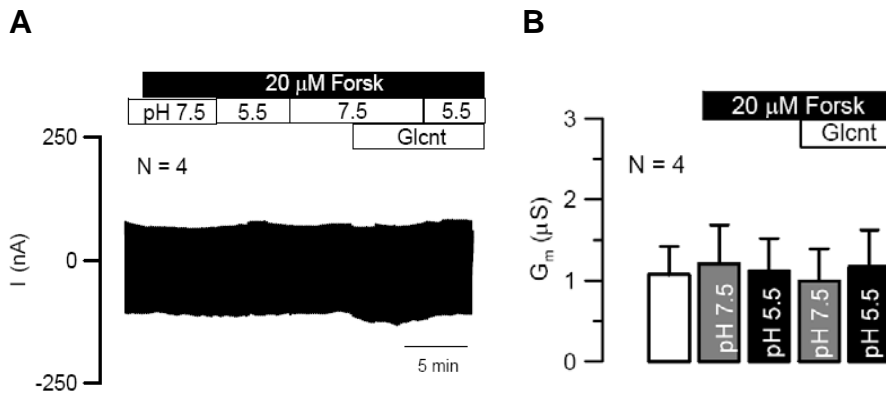 A
20 μM Forsk
pH 7.5 5.5 7.5 5.5
Glcnt
250
N = 4
I (nA)
0
5 min
-250
B
20 μM Forsk
Glcnt
3
N = 4
2
Gm (μS)
1
pH 7.5 pH 5.5 pH 7.5 pH 5.5
0